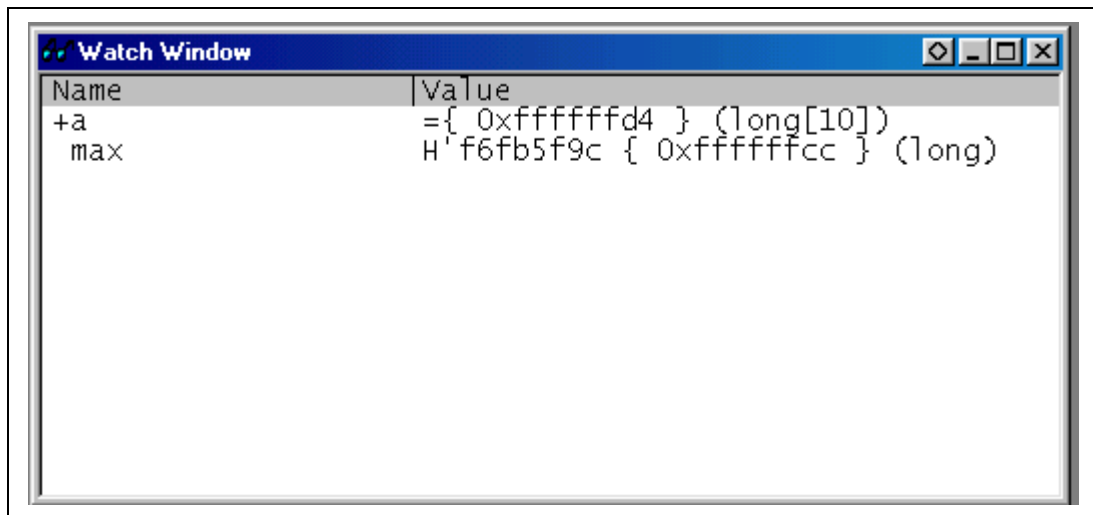 Watch Window
Name Value
+a ={ 0xffffffd4 } (long[10])
max H'f6fb5f9c { 0xffffffcc } (long)